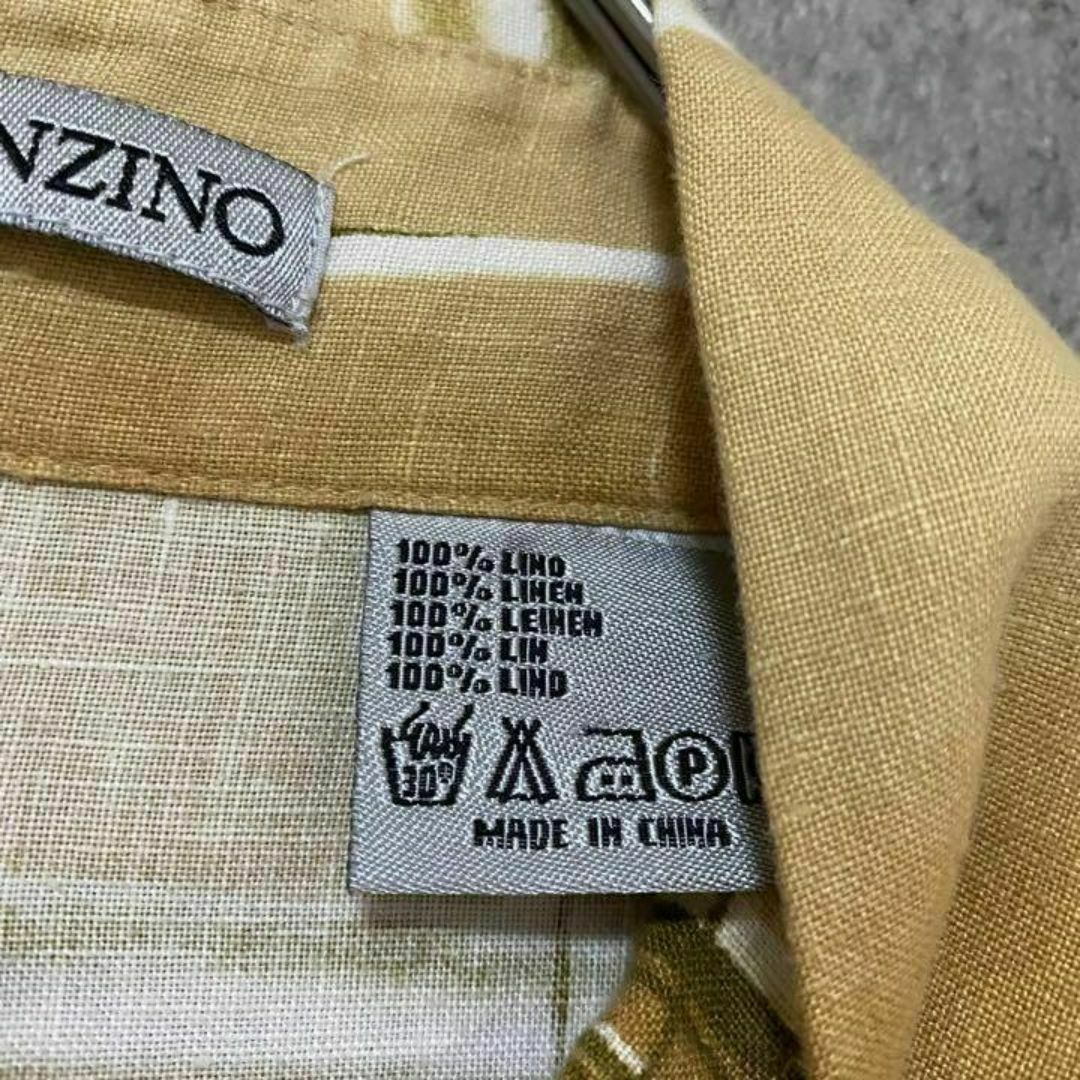 NZINO
100% LINO
100% LINEN
100% LEINEN
100% LIN
100% LINO
30°
P
MADE IN CHINA